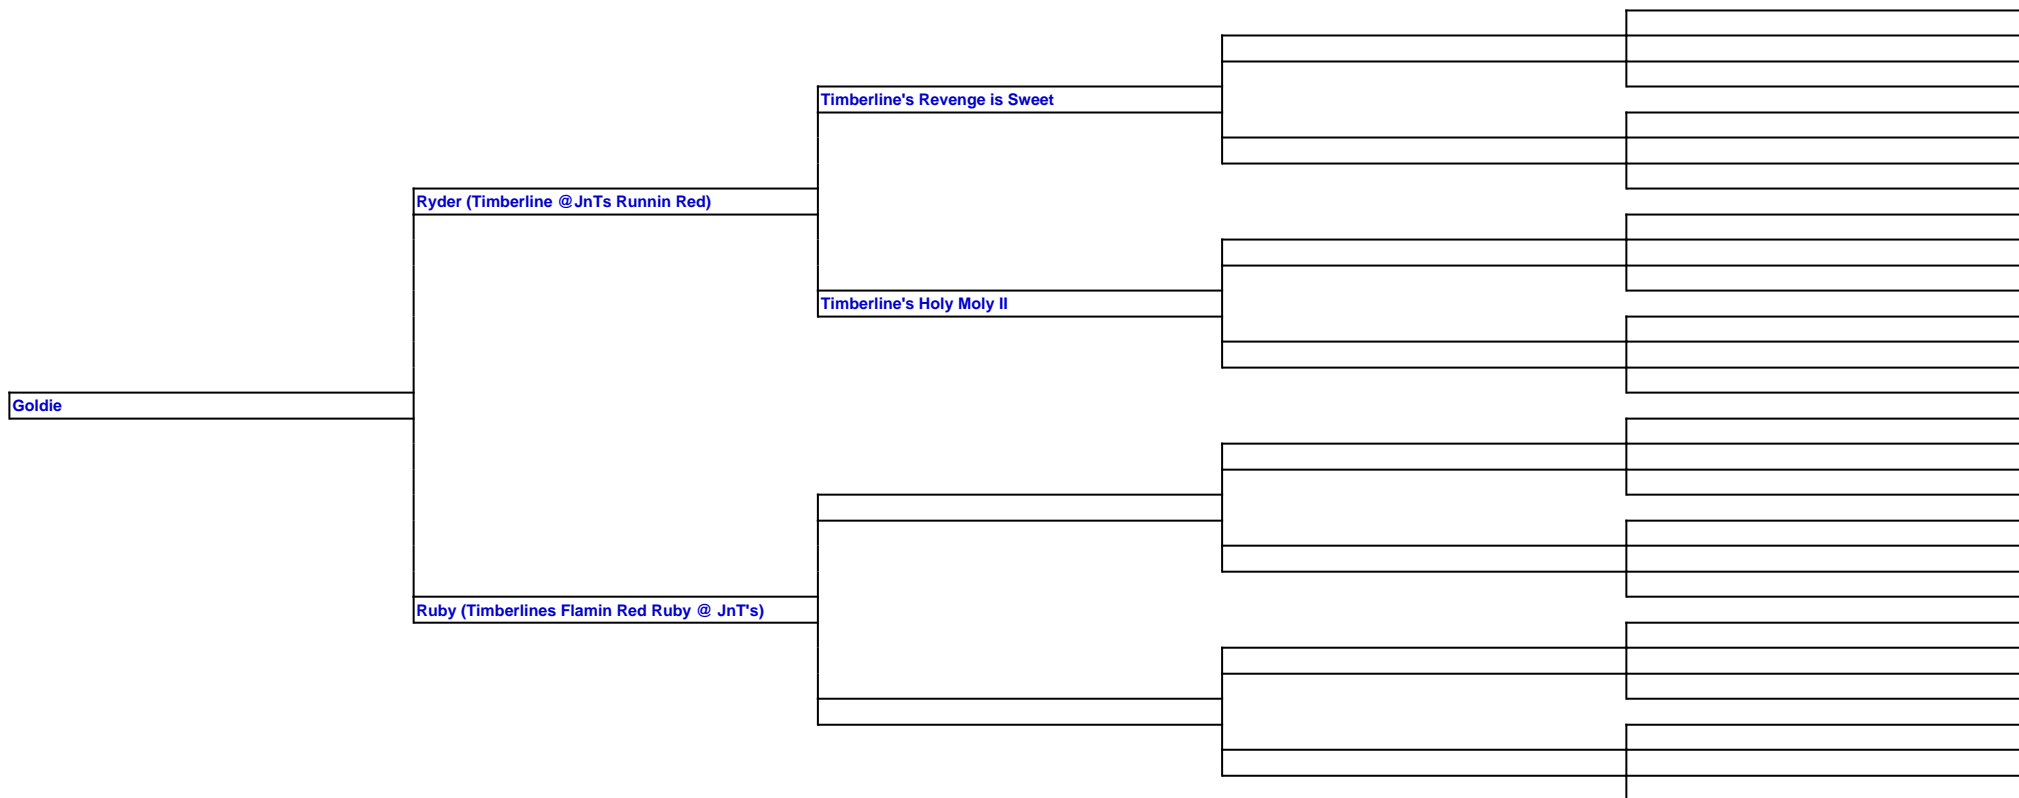 Timberline's Revenge is Sweet
Ryder (Timberline @JnTs Runnin Red)
Timberline's Holy Moly II
Goldie
Ruby (Timberlines Flamin Red Ruby @ JnT's)